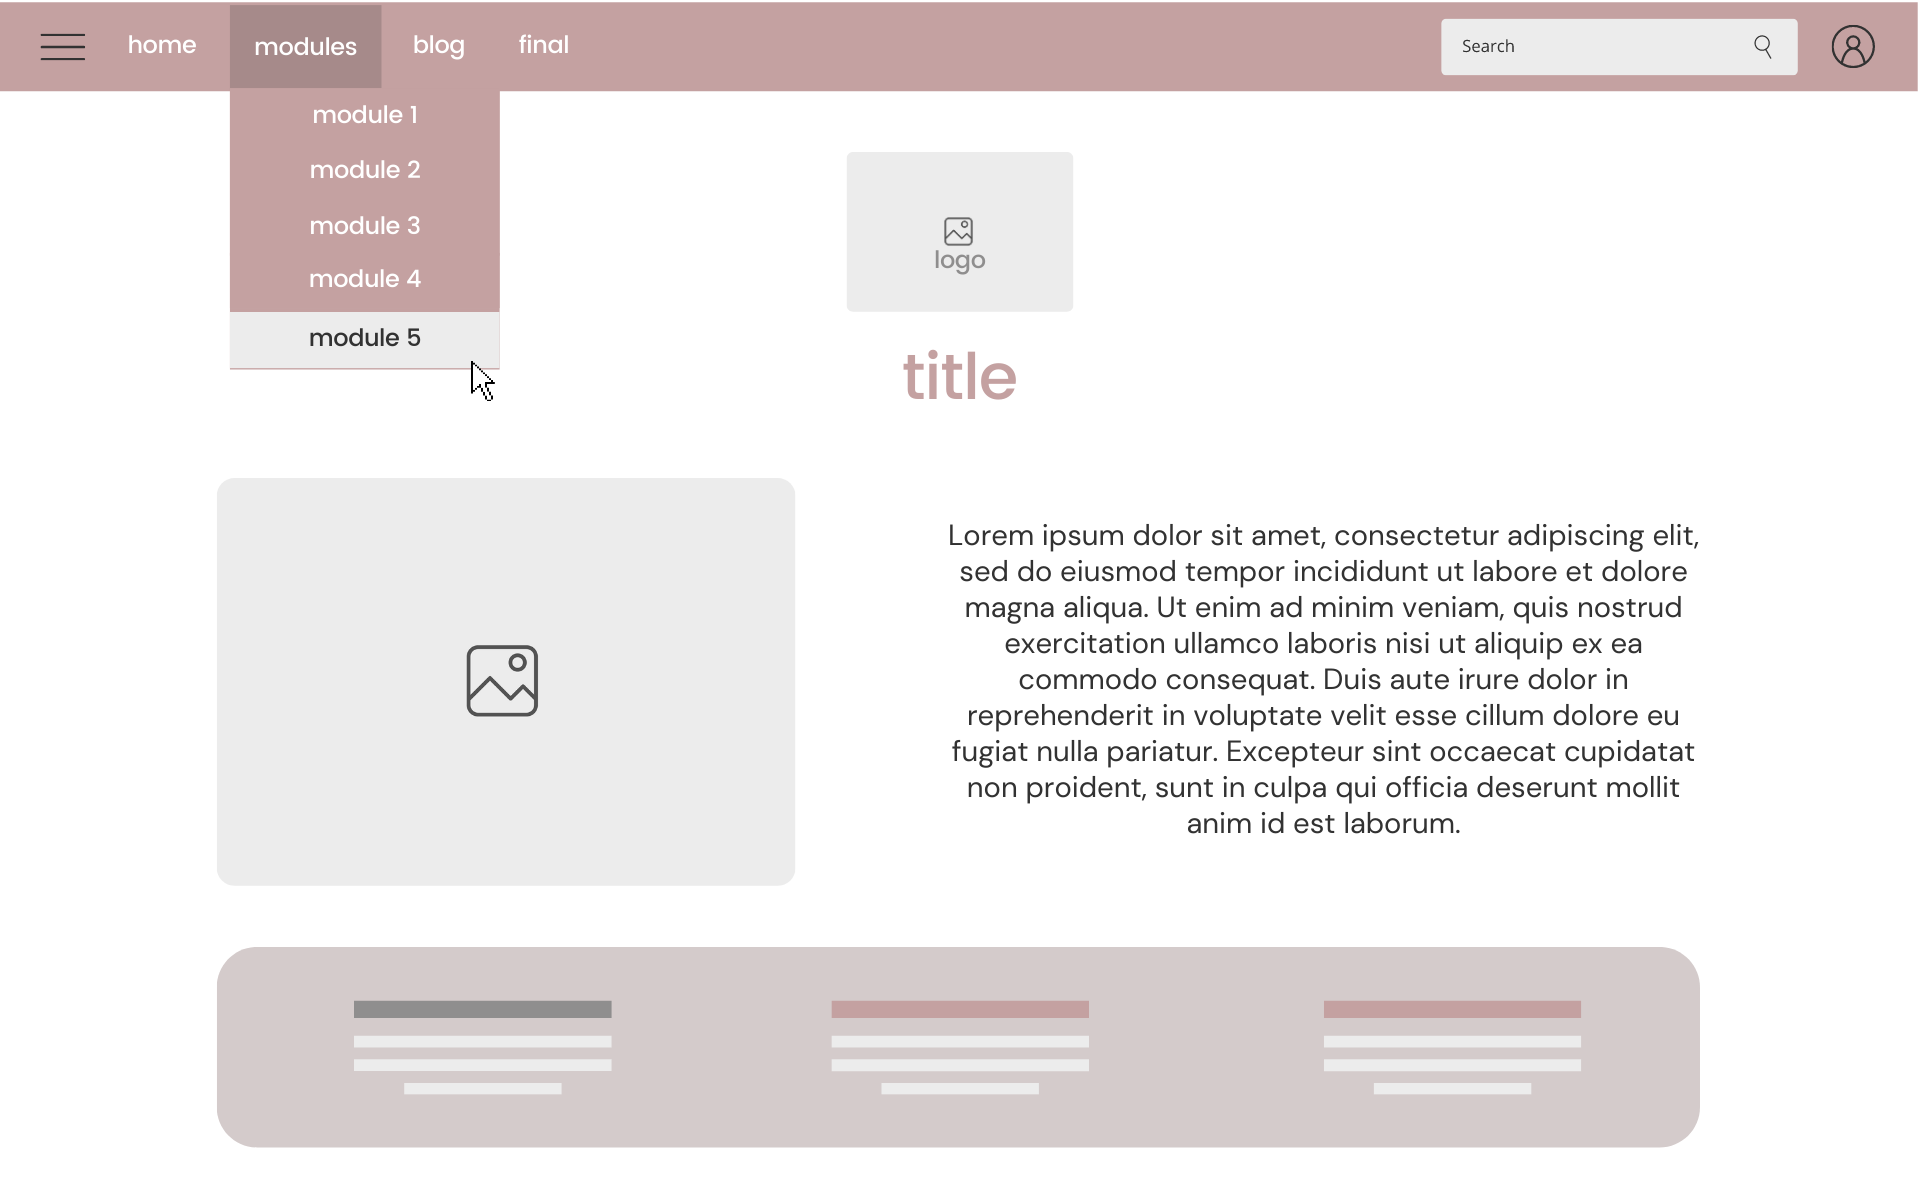 home
modules
blog
final
Search
module 1
module 2
module 3
module 4
module 5
logo
title
Lorem ipsum dolor sit amet, consectetur adipiscing elit,
sed do eiusmod tempor incididunt ut labore et dolore
magna aliqua. Ut enim ad minim veniam, quis nostrud
exercitation ullamco laboris nisi ut aliquip ex ea
commodo consequat. Duis aute irure dolor in
reprehenderit in voluptate velit esse cillum dolore eu
fugiat nulla pariatur. Excepteur sint occaecat cupidatat
non proident, sunt in culpa qui officia deserunt mollit
anim id est laborum.